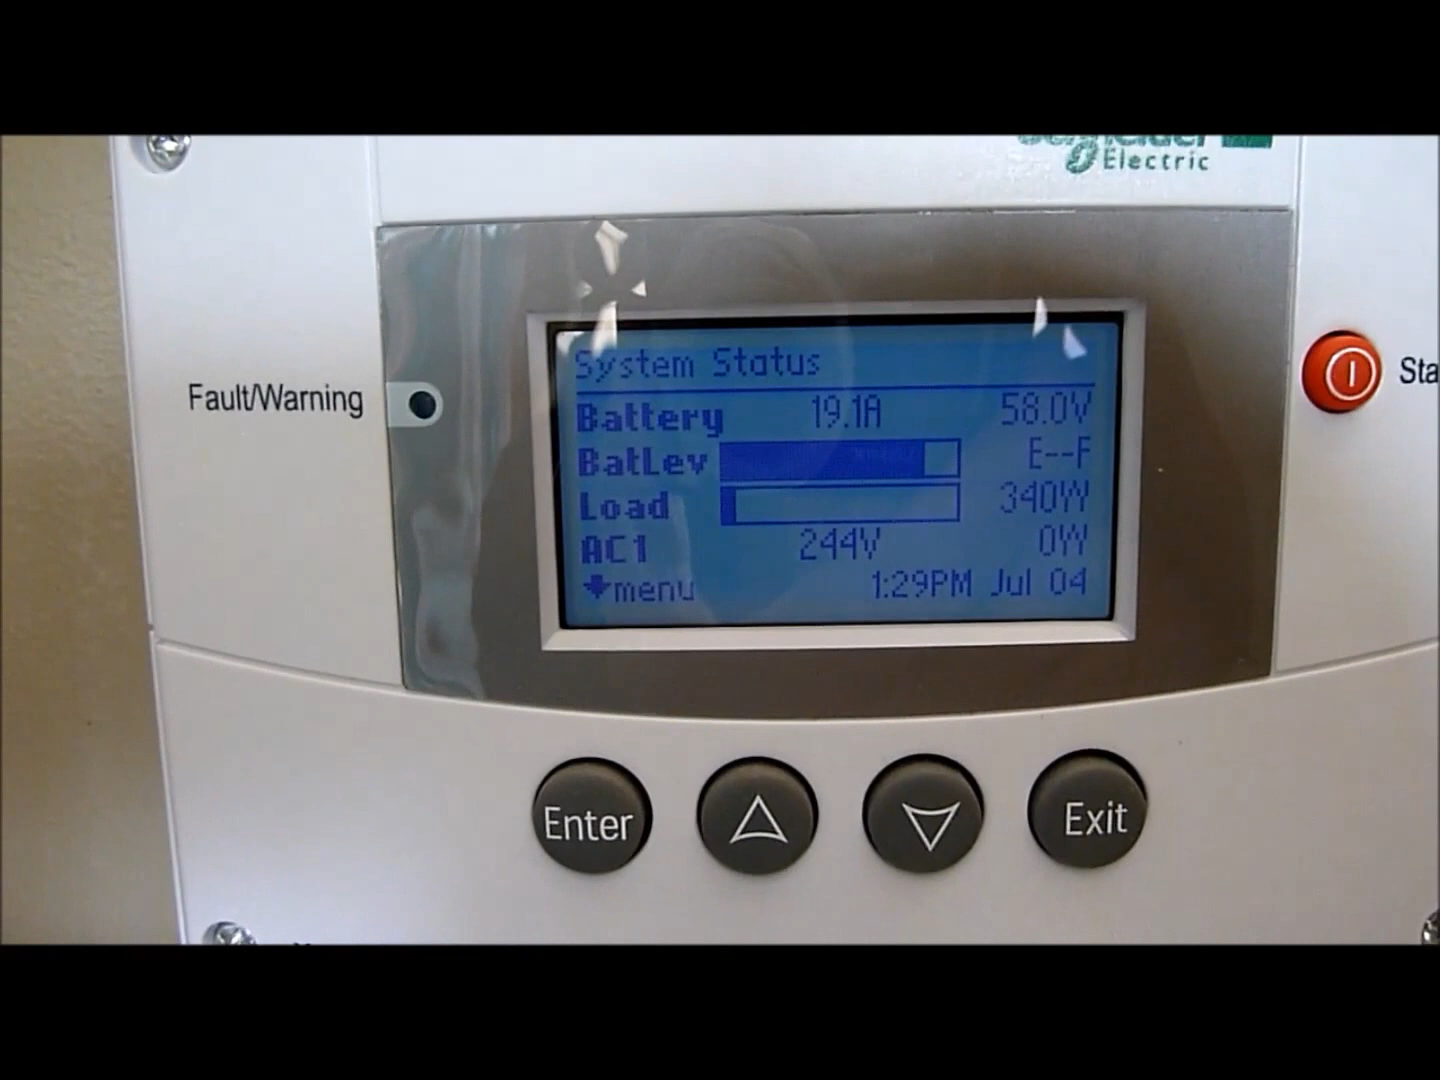 Electric
Fault/Warning
System Status
Battery 19.1A 58.0V
BatLev E--F
Load 340W
AC1 244V 0W
menu 1:29PM Jul 04
Enter
Exit